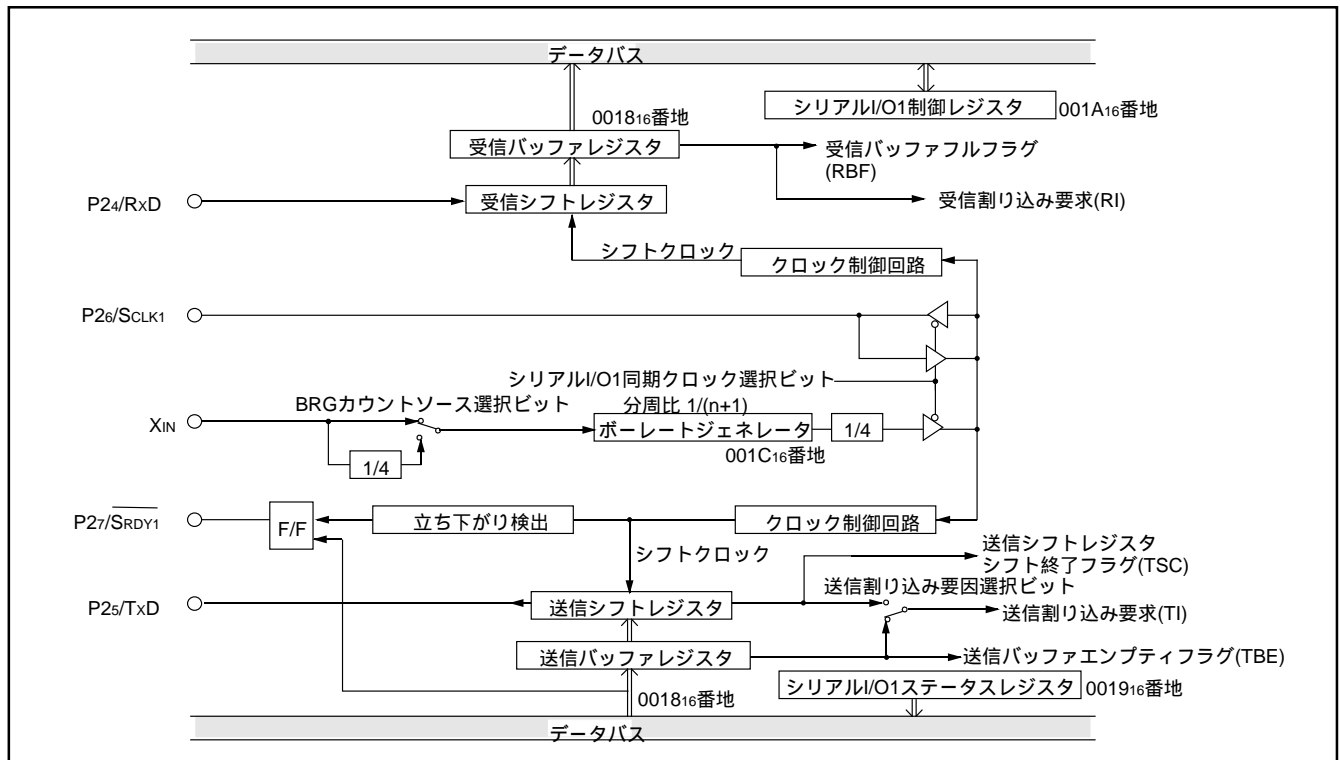 データバス
シリアルI/O1制御レジスタ 001A16番地
001816番地
受信バッファレジスタ
受信バッファフルフラグ
(RBF)
P24/RXD
受信シフトレジスタ
受信割り込み要求(RI)
シフトクロック
クロック制御回路
P26/SCLK1
シリアルI/O1同期クロック選択ビット
BRGカウントソース選択ビット
分周比 1/(n+1)
XIN
ボーレートジェネレータ
1/4
001C16番地
1/4
P27/SRDY1
F/F
立ち下がり検出
クロック制御回路
シフトクロック
送信シフトレジスタ
シフト終了フラグ(TSC)
送信割り込み要因選択ビット
P25/TXD
送信シフトレジスタ
送信割り込み要求(TI)
送信バッファレジスタ
送信バッファエンプティフラグ(TBE)
001816番地
シリアルI/O1ステータスレジスタ 001916番地
データバス